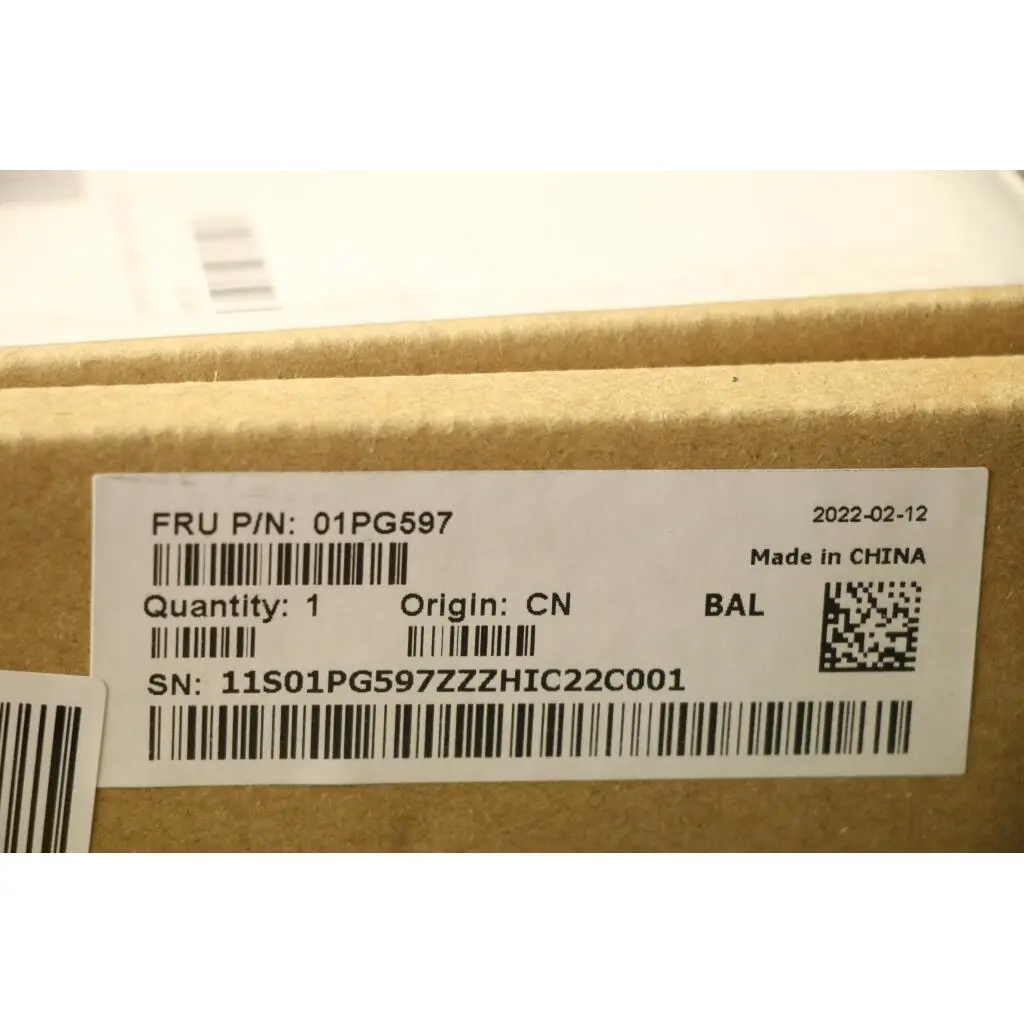 FRU P/N: 01PG597
2022-02-12
Made in CHINA
Quantity: 1
Origin: CN
BAL
SN: 11S01PG597ZZZHIC22C001